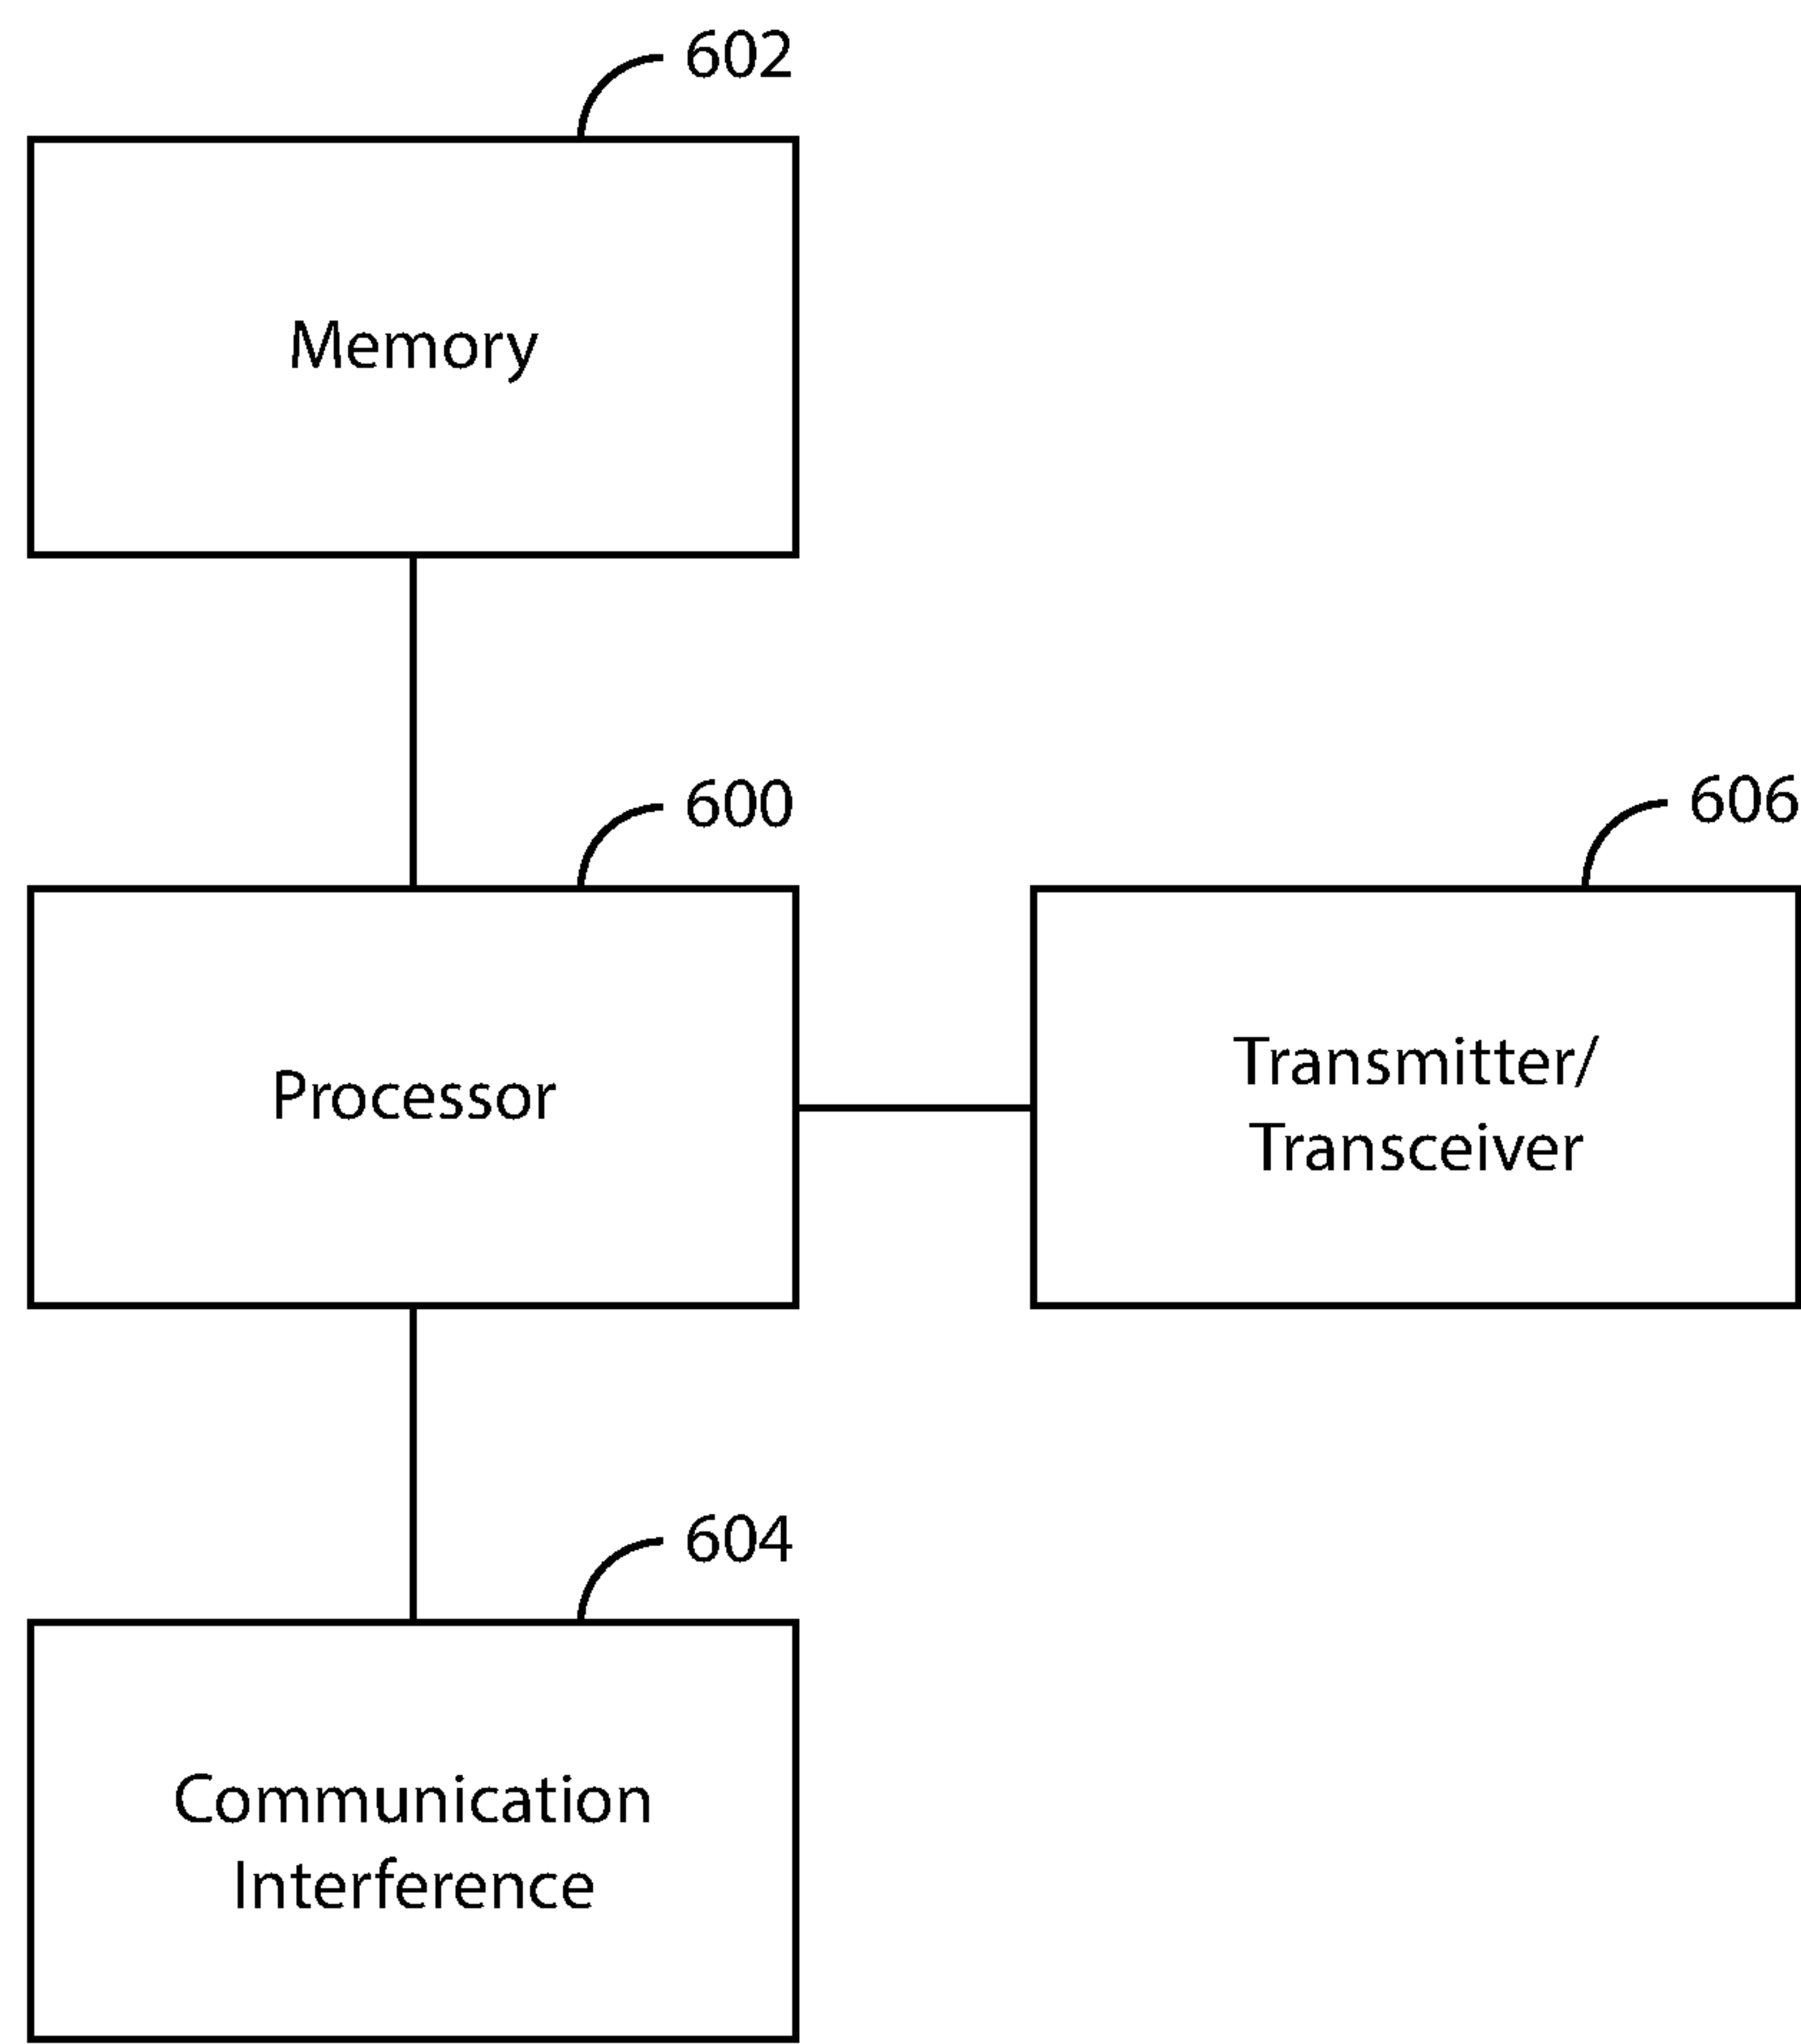 602
Memory
600
606
Processor
Transmitter/
Transceiver
604
Communication
Interference